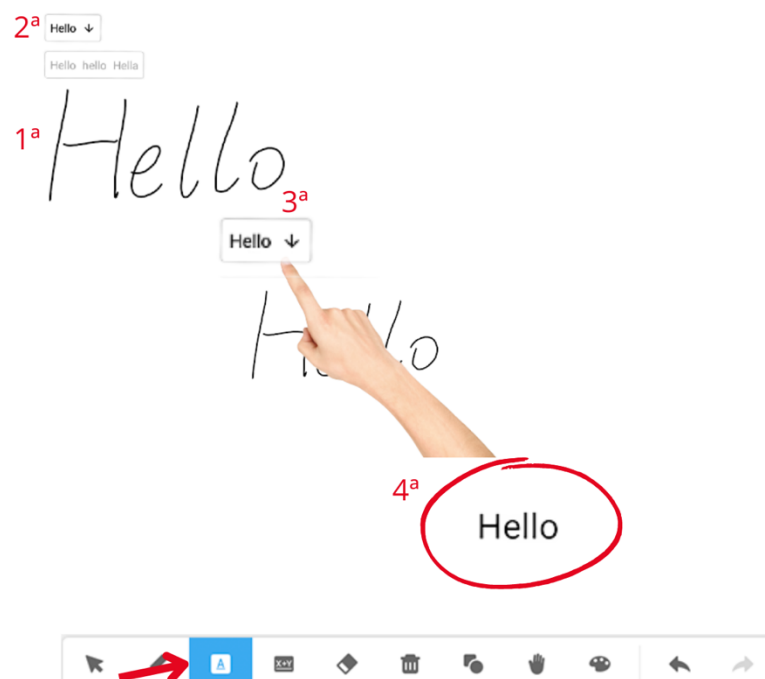 2ª Hello ↓
Hello hello Hella
1ª Hello
3ª
Hello ↓
Hello
4ª
Hello
A
X+Y